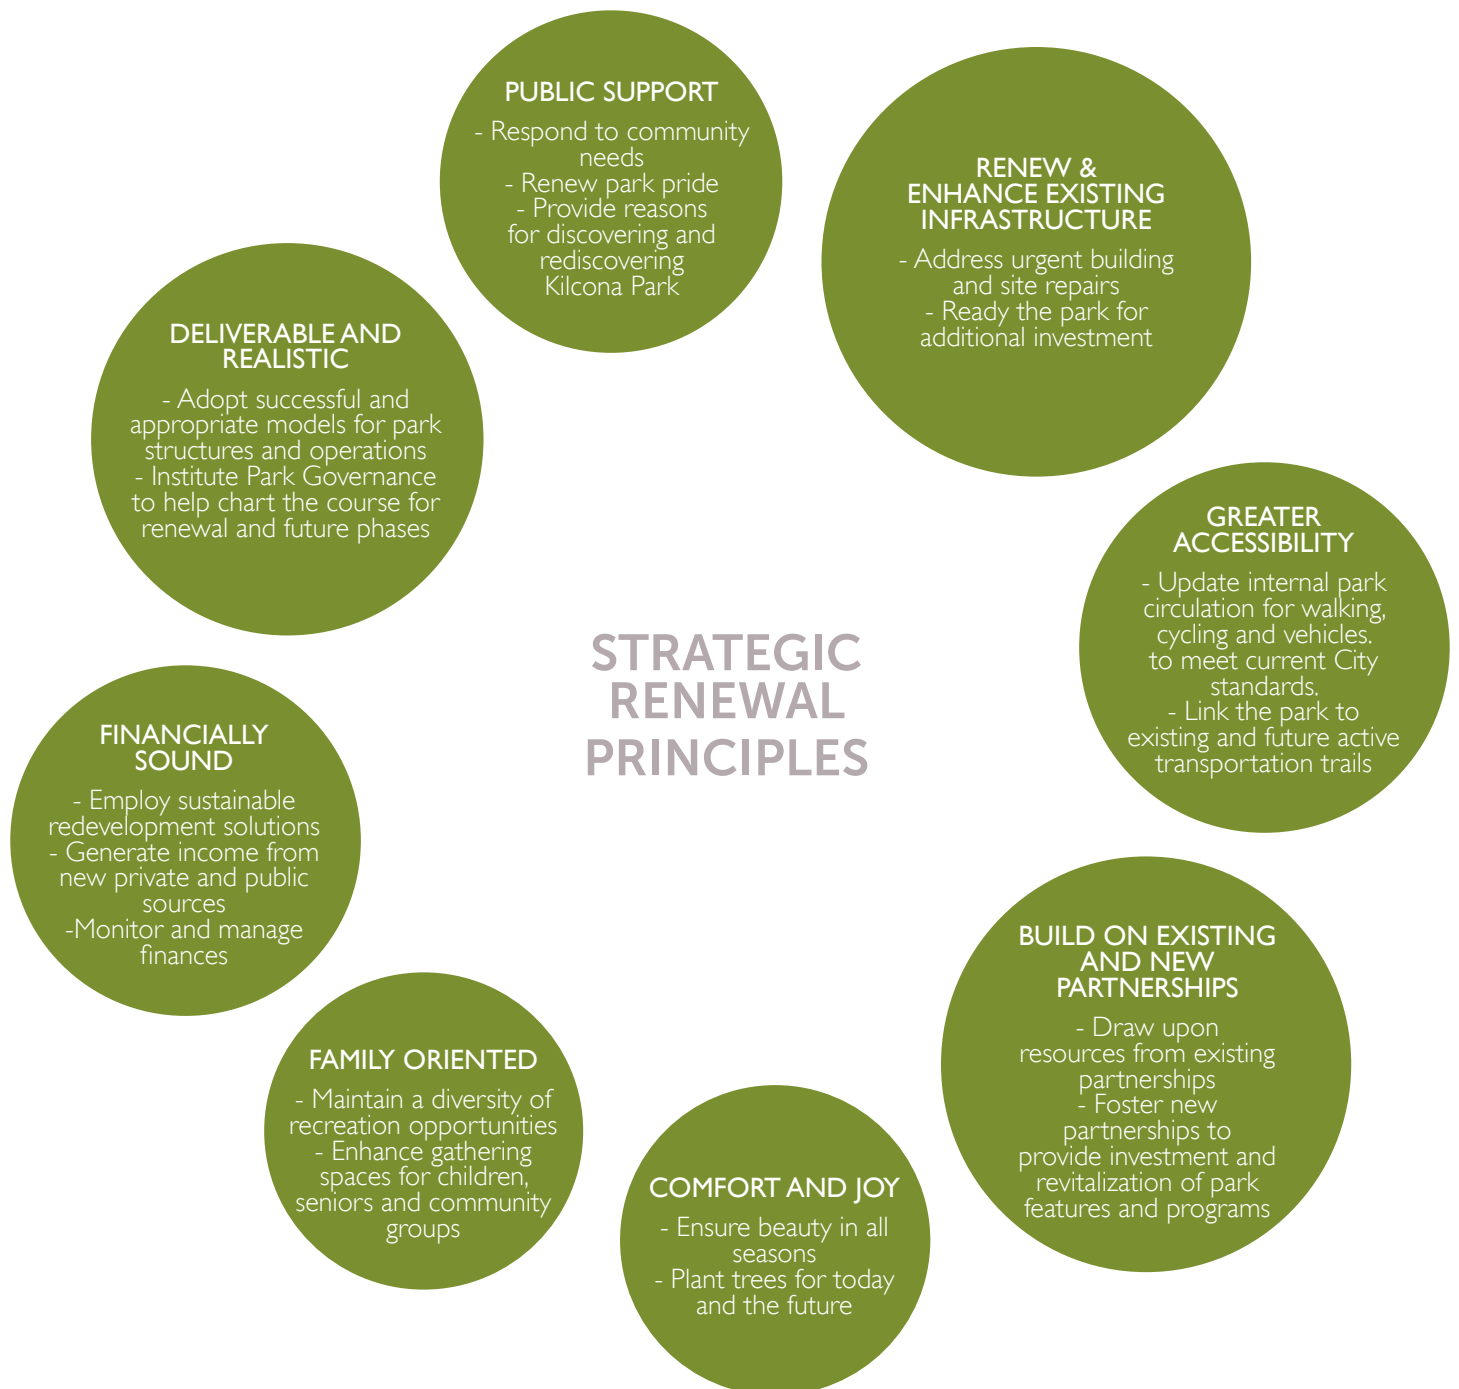 PUBLIC SUPPORT
- Respond to community
needs
- Renew park pride
- Provide reasons
for discovering and
rediscovering
Kilcona Park
RENEW &
ENHANCE EXISTING
INFRASTRUCTURE
- Address urgent building
and site repairs
- Ready the park for
additional investment
DELIVERABLE AND
REALISTIC
- Adopt successful and
appropriate models for park
structures and operations
- Institute Park Governance
to help chart the course for
renewal and future phases
GREATER
ACCESSIBILITY
- Update internal park
circulation for walking,
cycling and vehicles.
to meet current City
standards.
- Link the park to
existing and future active
transportation trails
STRATEGIC
RENEWAL
PRINCIPLES
FINANCIALLY
SOUND
- Employ sustainable
redevelopment solutions
- Generate income from
new private and public
sources
-Monitor and manage
finances
BUILD ON EXISTING
AND NEW
PARTNERSHIPS
- Draw upon
resources from existing
partnerships
- Foster new
partnerships to
provide investment and
revitalization of park
features and programs
FAMILY ORIENTED
- Maintain a diversity of
recreation opportunities
- Enhance gathering
spaces for children,
seniors and community
groups
COMFORT AND JOY
- Ensure beauty in all
seasons
- Plant trees for today
and the future